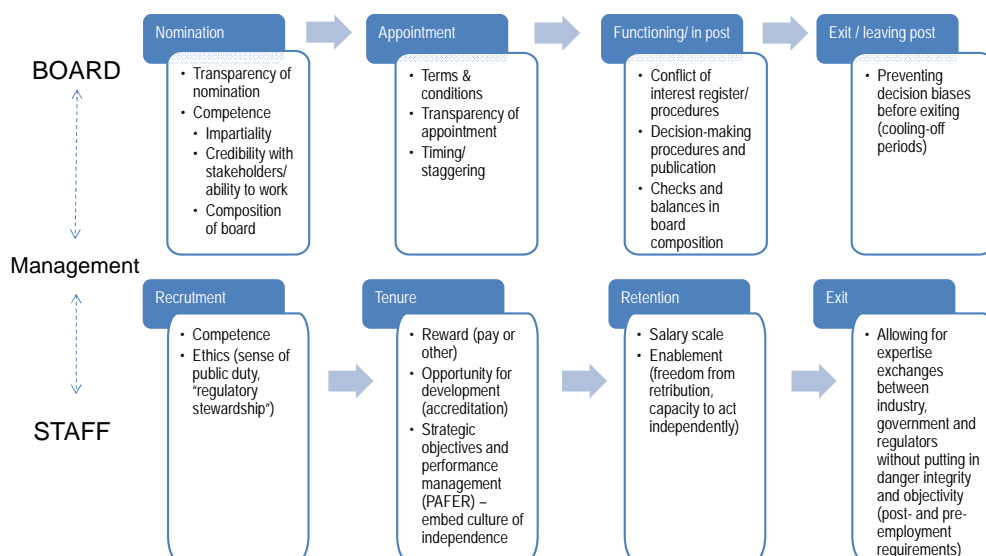 BOARD
Nomination
• Transparency of
nomination
• Competence
• Impartiality
• Credibility with
stakeholders/
ability to work
• Composition
of board
Appointment
• Terms &
conditions
• Transparency of
appointment
• Timing/
staggering
Functioning/ in post
• Conflict of
interest register/
procedures
• Decision-making
procedures and
publication
• Checks and
balances in
board
composition
Exit / leaving post
• Preventing
decision biases
before exiting
(cooling-off
periods)
Management
STAFF
Recrutment
• Competence
• Ethics (sense of
public duty,
"regulatory
stewardship")
Tenure
• Reward (pay or
other)
• Opportunity for
development
(accreditation)
• Strategic
objectives and
performance
management
(PAFER) –
embed culture of
independence
Retention
• Salary scale
• Enablement
(freedom from
retribution,
capacity to act
independently)
Exit
• Allowing for
expertise
exchanges
between
industry,
government and
regulators
without putting in
danger integrity
and objectivity
(post- and pre-
employment
requirements)